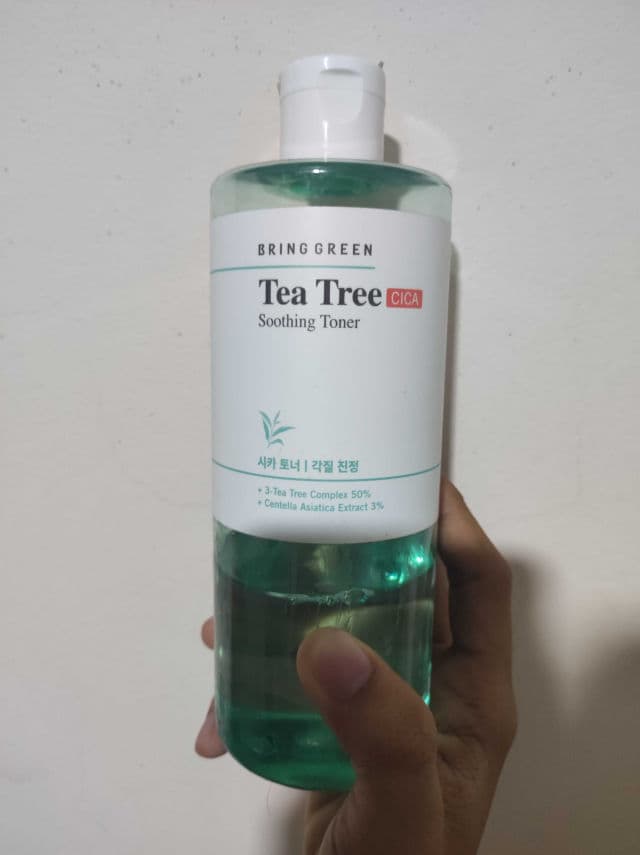 BRING GREEN
Tea Tree CICA
Soothing Toner
시카 토너 | 각질 진정
+ 3-Tea Tree Complex 50%
+ Centella Asiatica Extract 3%